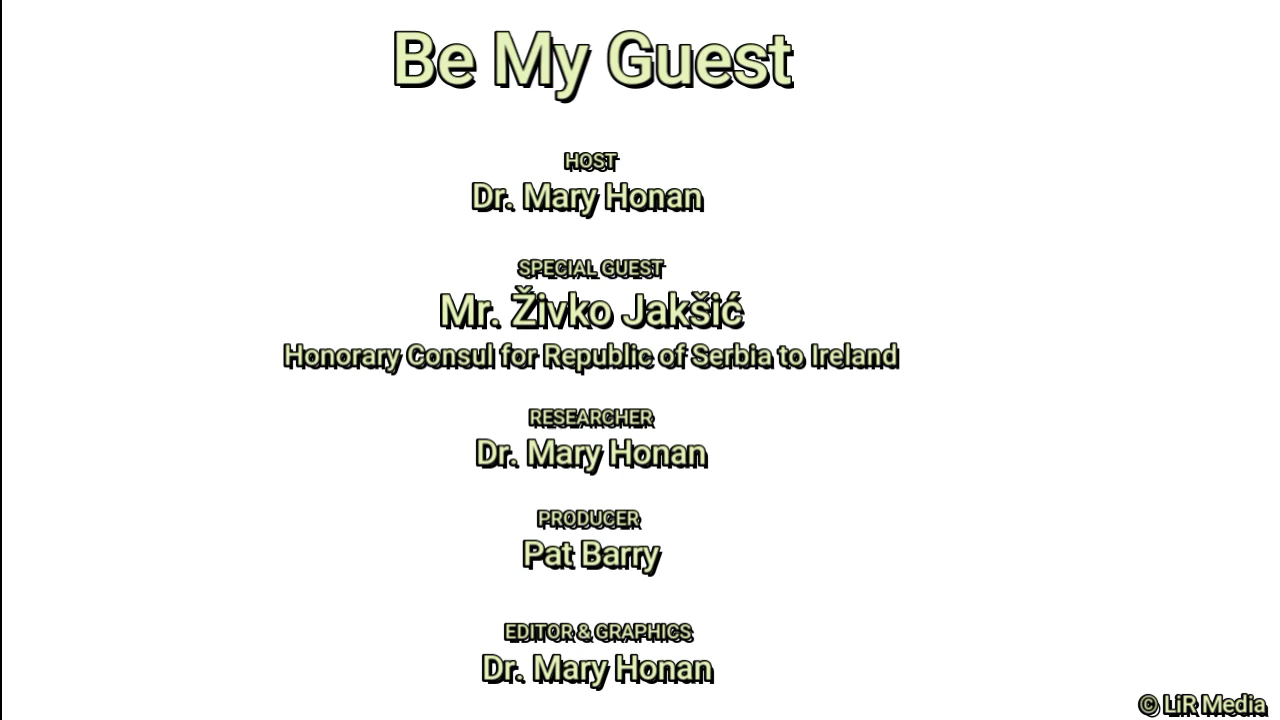 Be My Guest
HOST
Dr. Mary Honan
SPECIAL GUEST
Mr. Živko Jakšić
Honorary Consul for Republic of Serbia to Ireland
RESEARCHER
Dr. Mary Honan
PRODUCER
Pat Barry
EDITOR & GRAPHICS
Dr. Mary Honan
© LiR Media